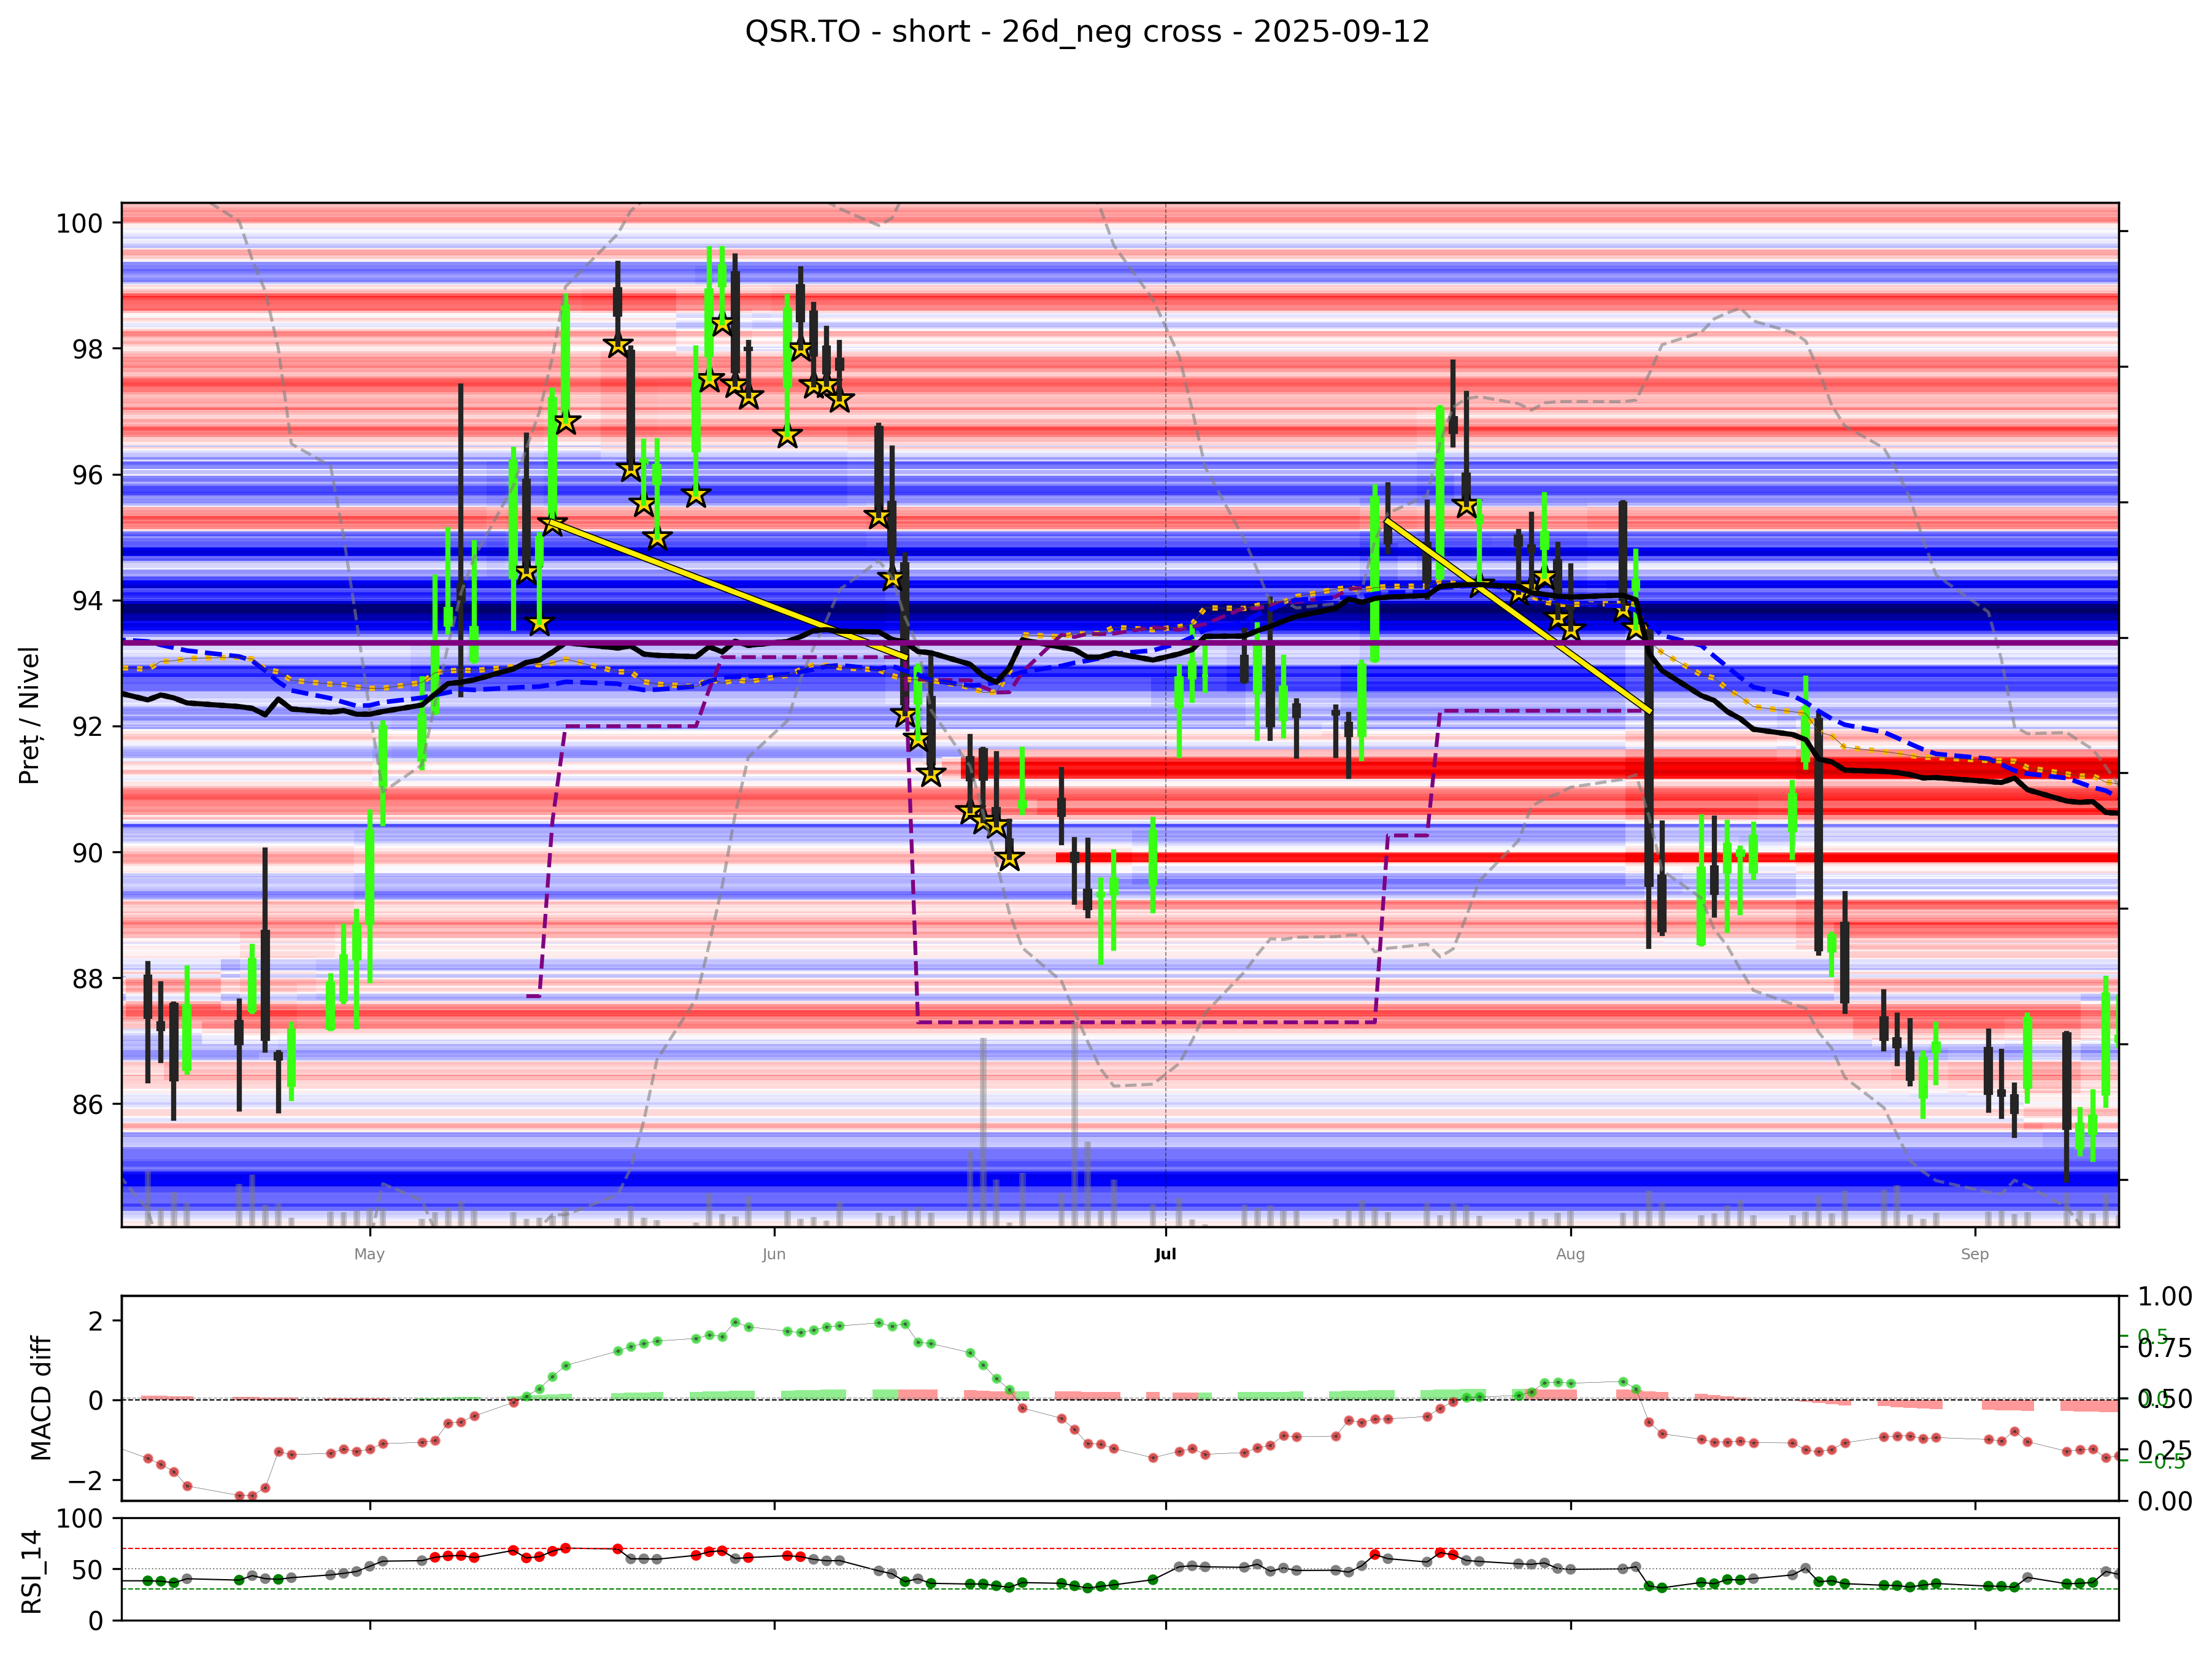 QSR.TO - short - 26d_neg cross - 2025-09-12
100
98
96
94
92
90
88
86
Preț / Nivel
May
Jun
Jul
Aug
Sep
2
0
−2
MACD diff
1.00
0.75
0.50
0.25
0.00
0.5
0.0
−0.5
100
50
0
RSI_14